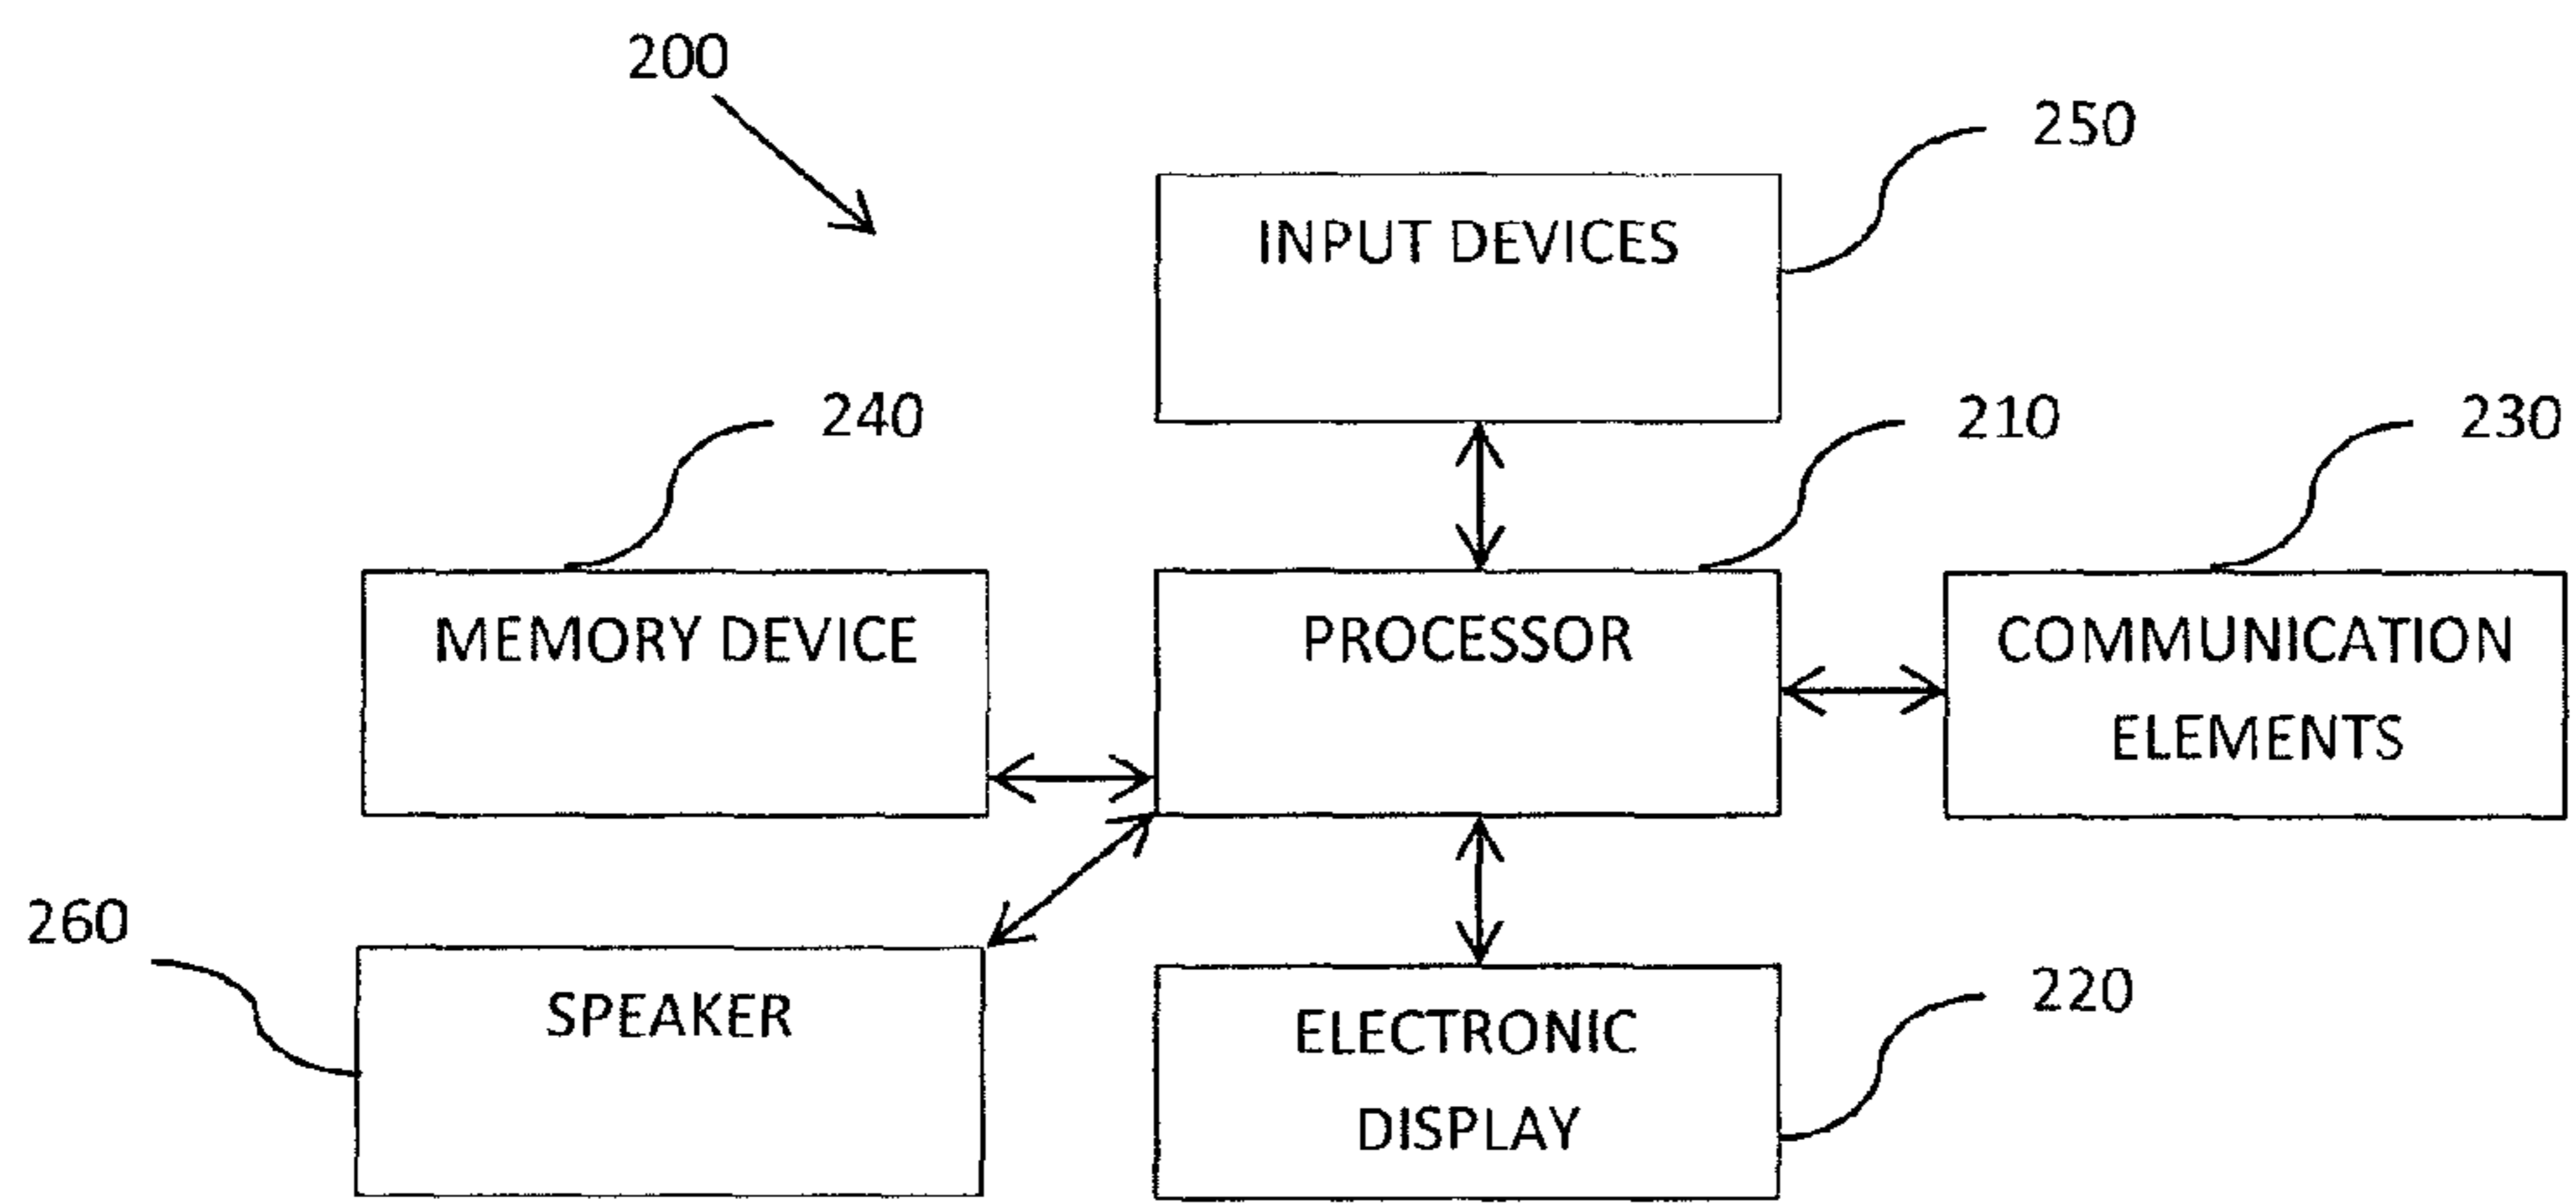 200
250
INPUT DEVICES
240
210
230
MEMORY DEVICE
PROCESSOR
COMMUNICATION
ELEMENTS
260
SPEAKER
220
ELECTRONIC
DISPLAY